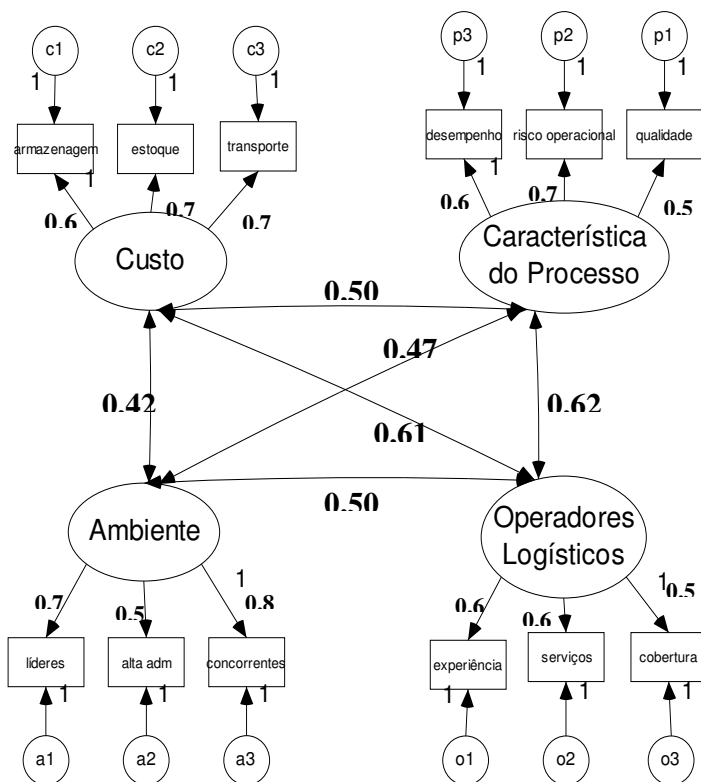 c1
c2
c3
p3
p2
p1
1
1
1
1
1
1
armazenagem
estoque
transporte
desempenho
risco operacional
qualidade
1
1
0.6
0.7
0.7
0.6
0.7
0.5
Custo
Característica
do Processo
0.50
0.47
0.42
0.62
0.61
0.50
Ambiente
Operadores
Logísticos
1
1
0.7
0.5
0.8
0.6
0.6
0.5
líderes
alta adm
concorrentes
experiência
serviços
cobertura
1
1
1
1
1
1
a1
a2
a3
o1
o2
o3